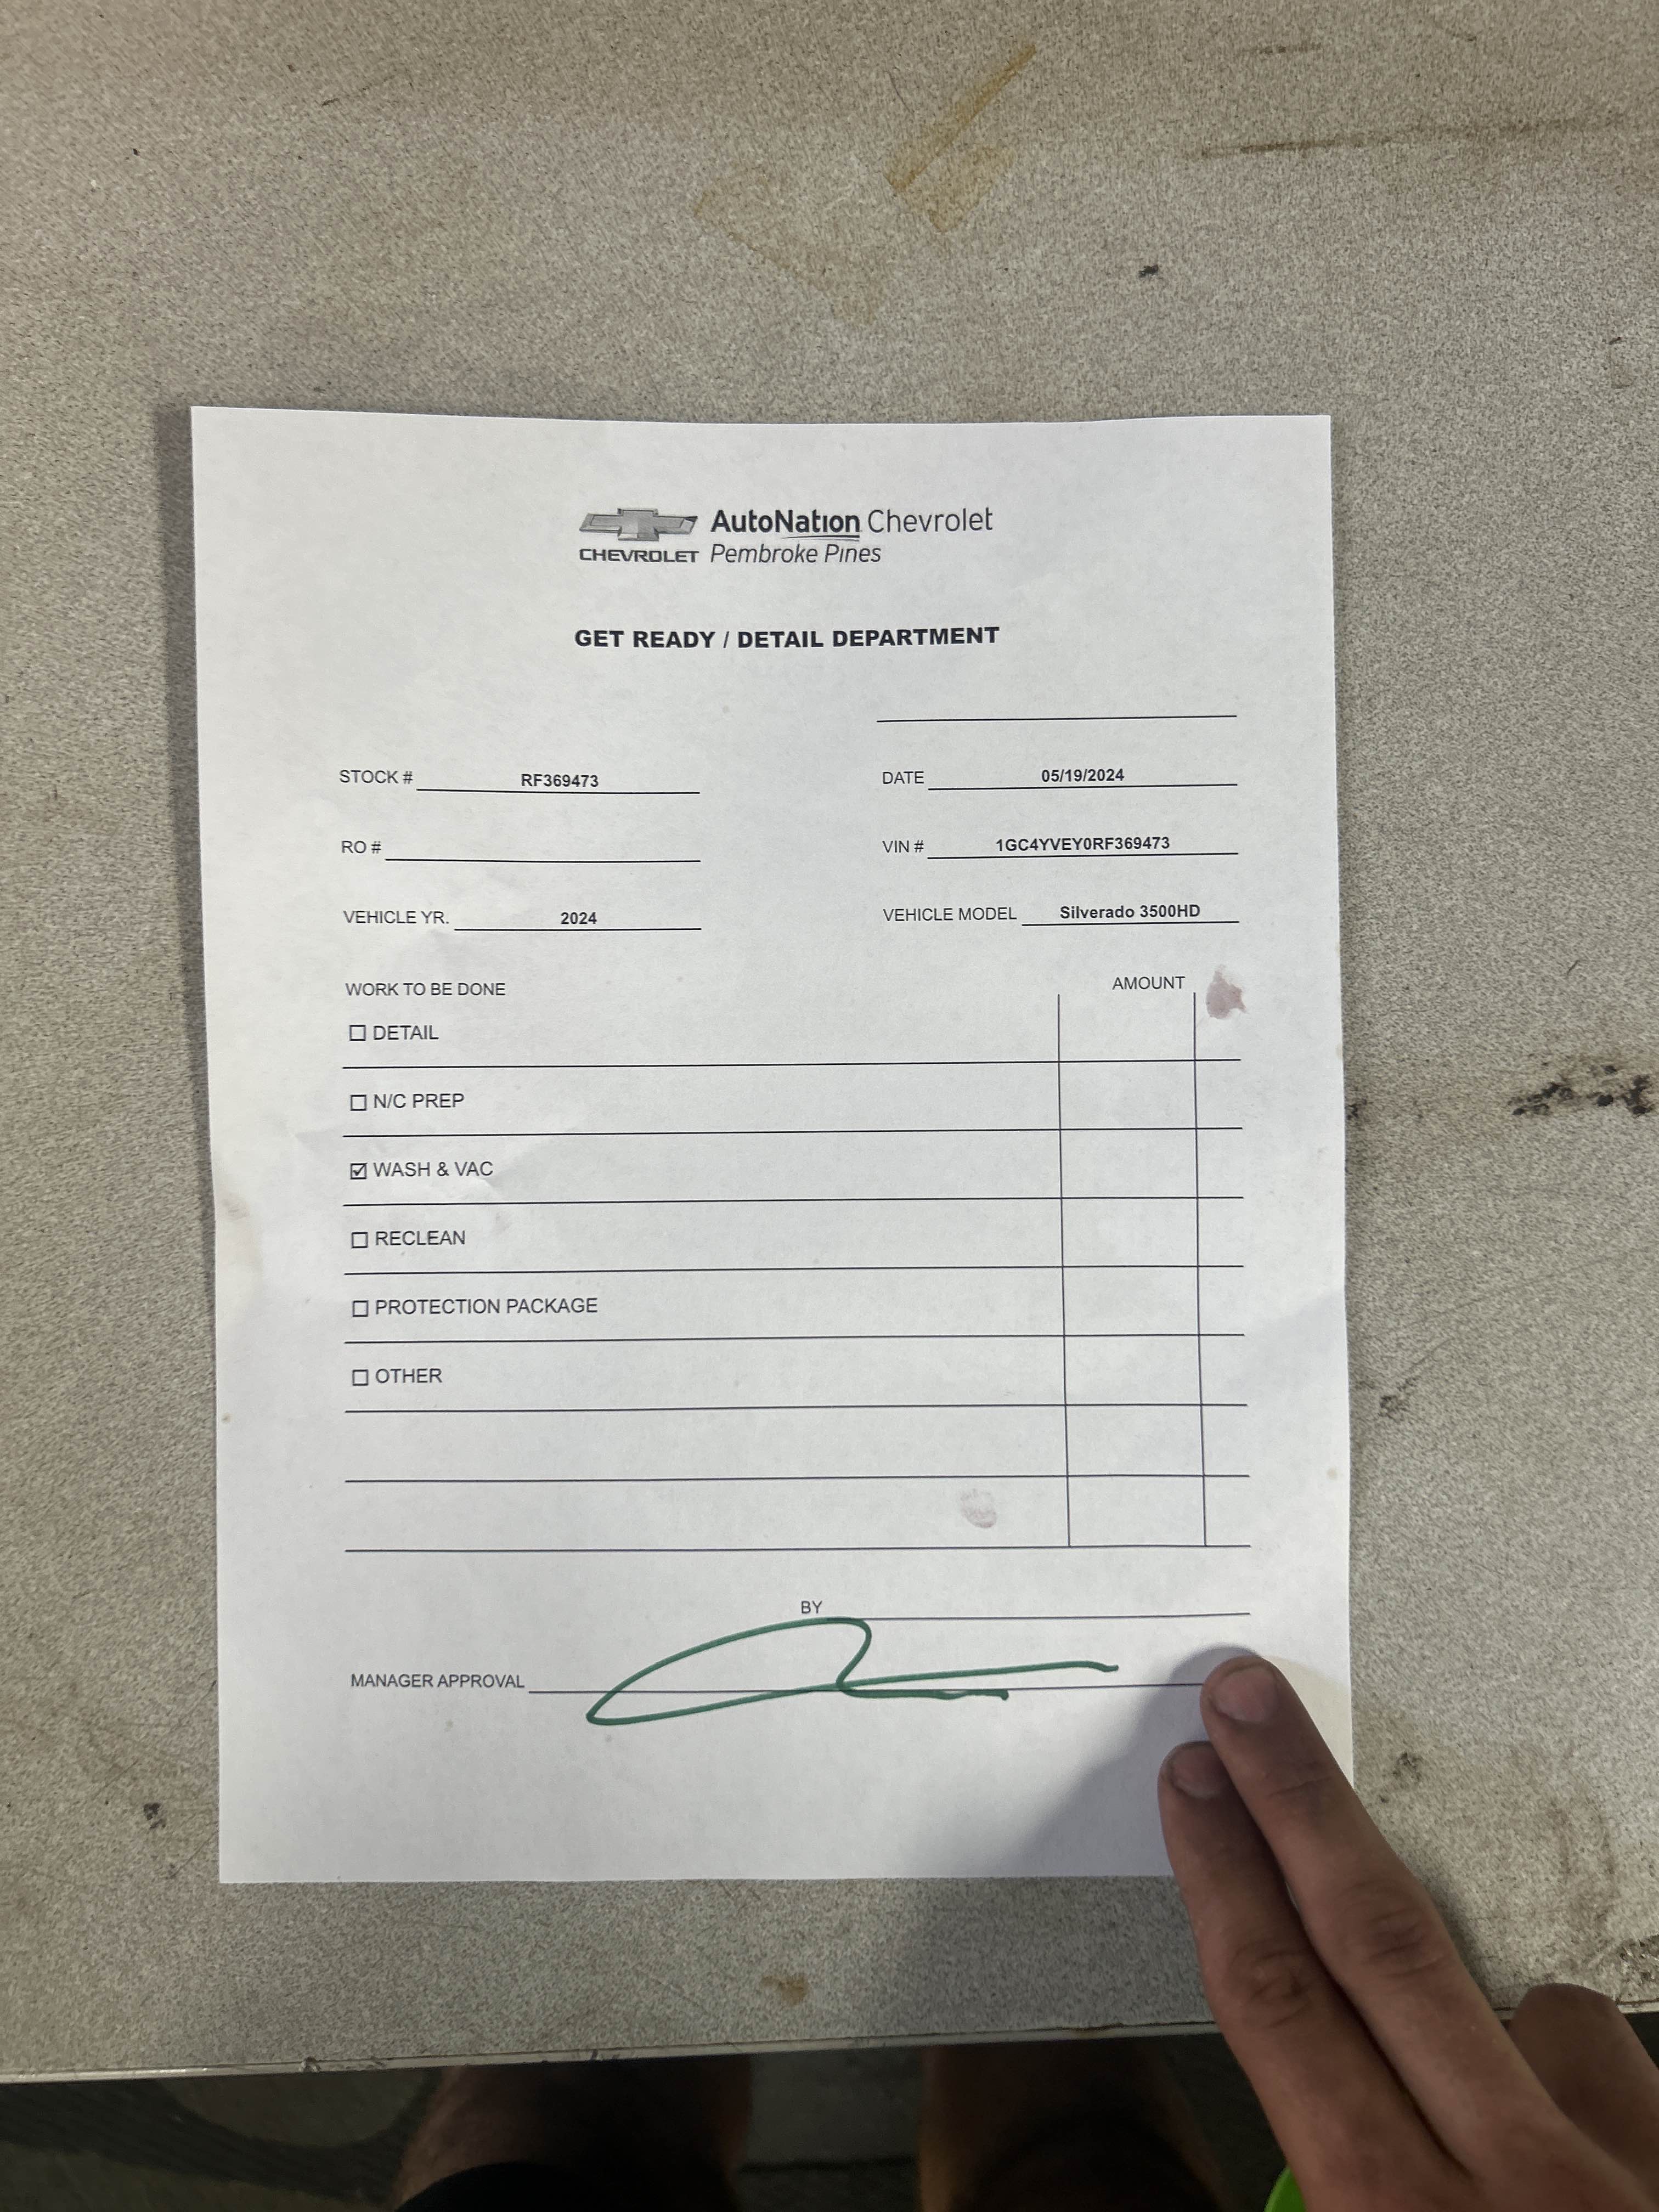 AutoNation Chevrolet
CHEVROLET Pembroke Pines
GET READY / DETAIL DEPARTMENT
STOCK # RF369473 DATE 05/19/2024
RO # VIN # 1GC4YVEY0RF369473
VEHICLE YR. 2024 VEHICLE MODEL Silverado 3500HD
WORK TO BE DONE AMOUNT
☐ DETAIL
☐ N/C PREP
☑ WASH & VAC
☐ RECLEAN
☐ PROTECTION PACKAGE
☐ OTHER
BY
MANAGER APPROVAL